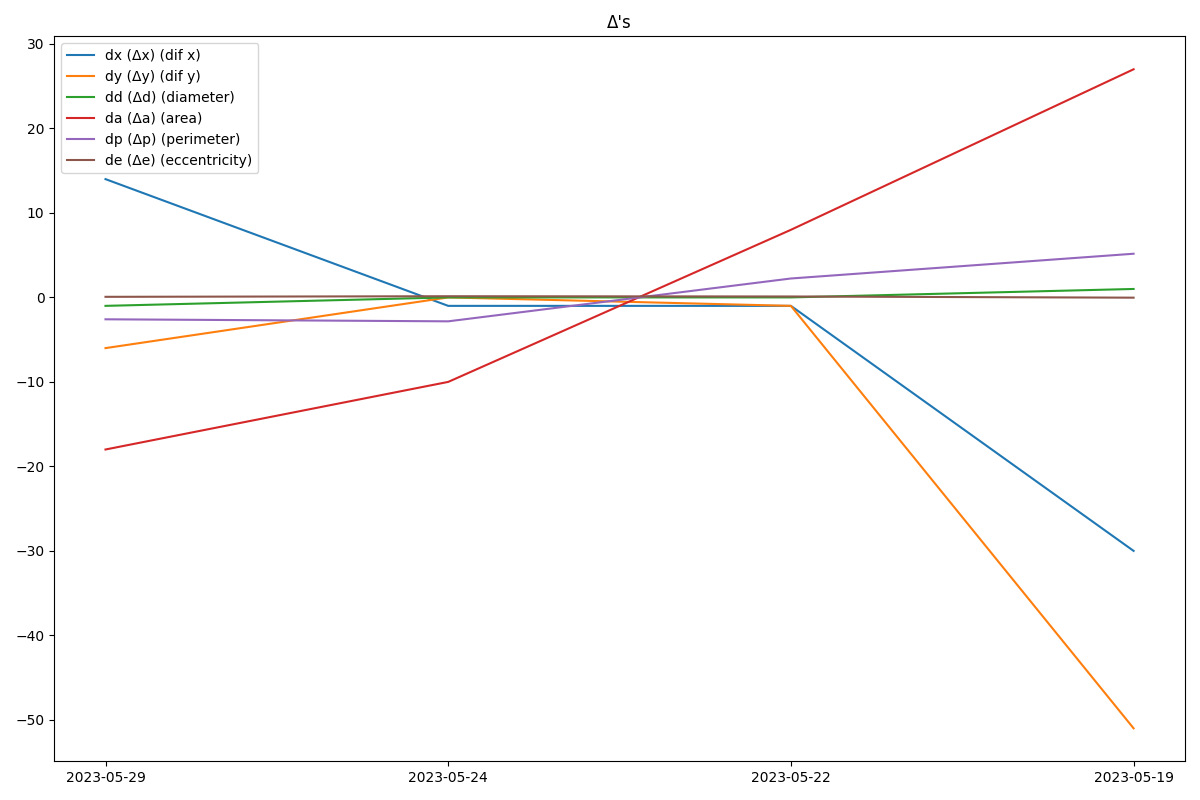 Δ's
dx (Δx) (dif x)
dy (Δy) (dif y)
dd (Δd) (diameter)
da (Δa) (area)
dp (Δp) (perimeter)
de (Δe) (eccentricity)
30
20
10
0
−10
−20
−30
−40
−50
2023-05-29 2023-05-24 2023-05-22 2023-05-19